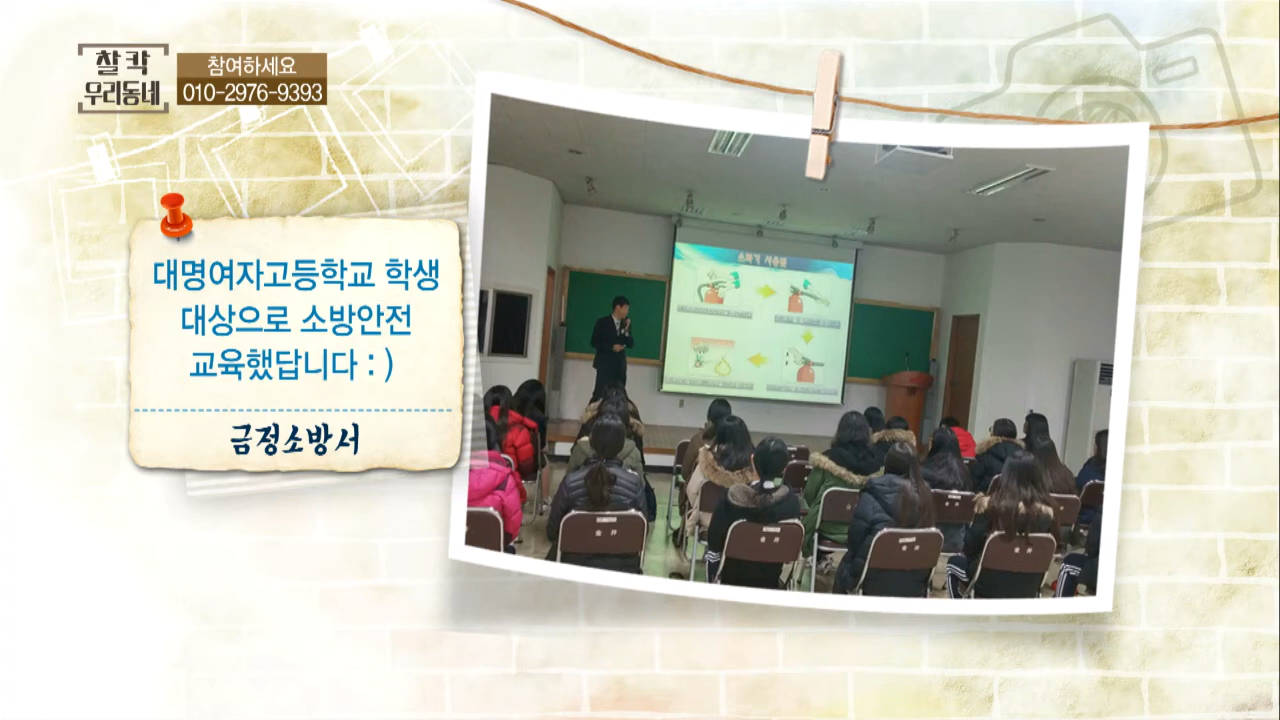 찰칵
우리동네
참여하세요
010-2976-9393
대명여자고등학교 학생
대상으로 소방안전
교육했답니다 : )
금정소방서
소화기 사용법